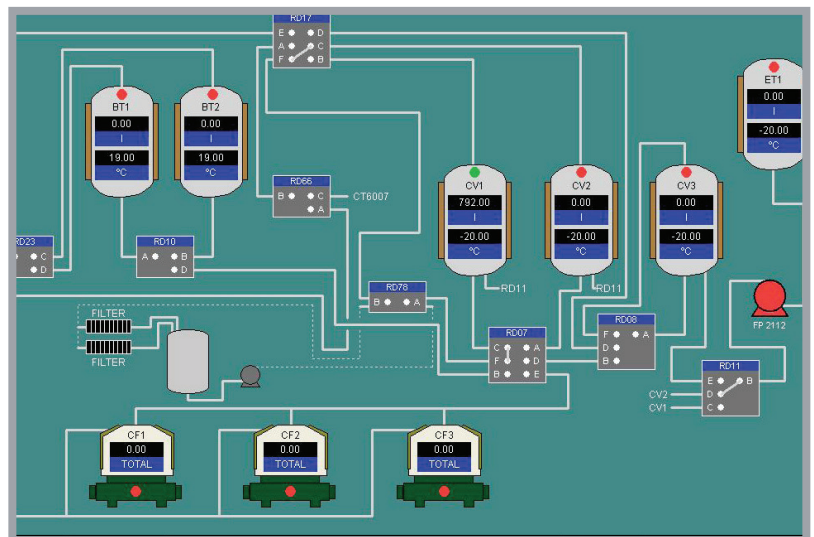 RD17
E D
A C
F B
ET1
0.00
l
-20.00
°C
BT1
0.00
l
19.00
°C
BT2
0.00
l
19.00
°C
RD66
B C
A
CT6007
CV1
792.00
l
-20.00
°C
RD11
CV2
0.00
l
-20.00
°C
RD11
CV3
0.00
l
-20.00
°C
RD23
C
D
RD10
A B
D
RD78
B A
FP 2112
FILTER
FILTER
RD07
C A
F D
B E
RD08
F A
D
B
RD11
E B
D
C
CV2
CV1
CF1
0.00
TOTAL
CF2
0.00
TOTAL
CF3
0.00
TOTAL